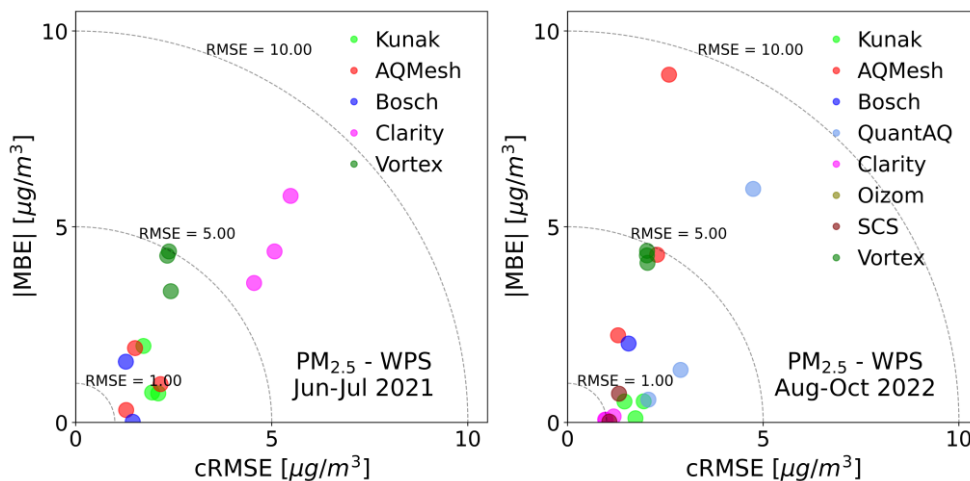 10
5
0
0
5
10
|MBE| [μg/m³]
cRMSE [μg/m³]
RMSE = 10.00
RMSE = 5.00
RMSE = 1.00
Kunak
AQMesh
Bosch
Clarity
Vortex
PM₂.₅ - WPS
Jun-Jul 2021
10
5
0
0
5
10
|MBE| [μg/m³]
cRMSE [μg/m³]
RMSE = 10.00
RMSE = 5.00
RMSE = 1.00
Kunak
AQMesh
Bosch
QuantAQ
Clarity
Oizom
SCS
Vortex
PM₂.₅ - WPS
Aug-Oct 2022